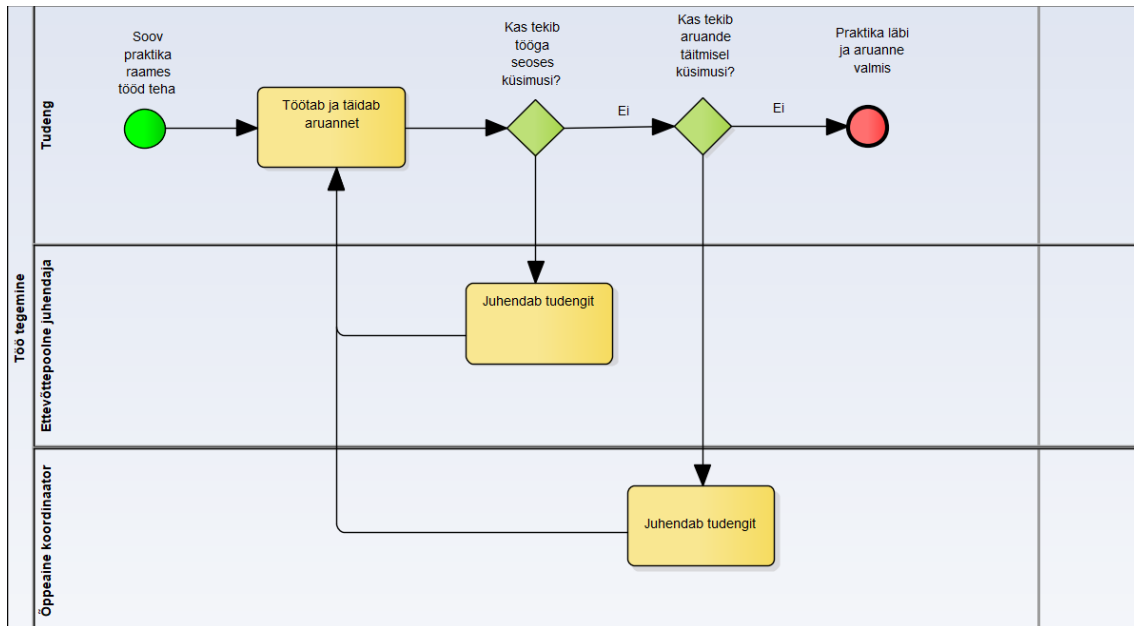 Töö tegemine
Tudeng
Soov
praktika
raames
tööd teha
Töötab ja täidab
aruannet
Kas tekib
tööga
seoses
küsimusi?
Ei
Kas tekib
aruande
täitmisel
küsimusi?
Ei
Praktika läbi
ja aruanne
valmis
Ettevõttepoolne juhendaja
Juhendab tudengit
Õppeaine koordinaator
Juhendab tudengit